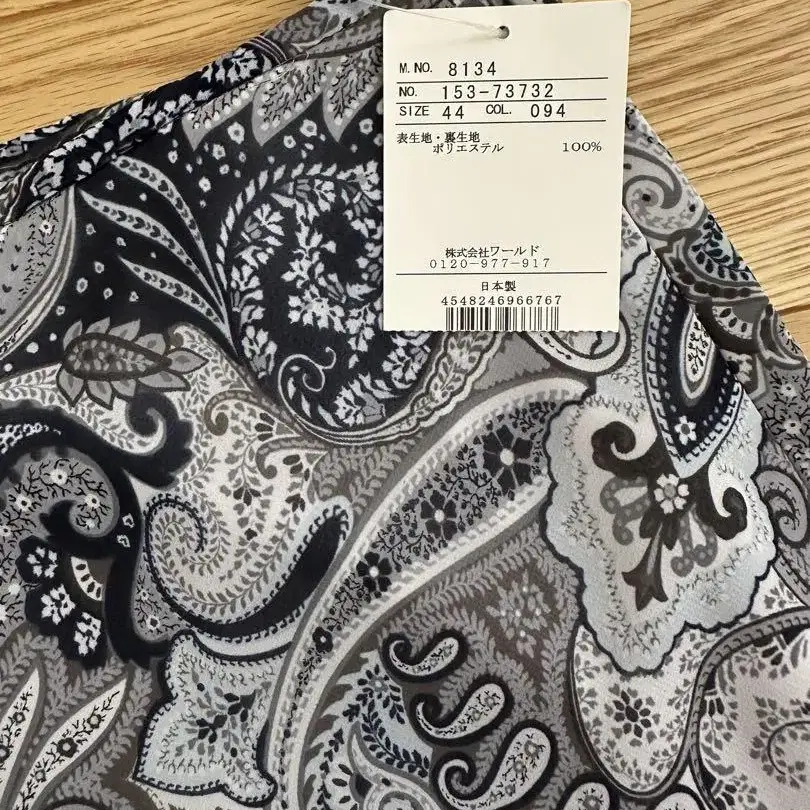 M. NO. 8134
NO. 153-73732
SIZE 44 COL. 094
表生地・裏生地
ポリエステル 100%
株式会社ワールド
0120-977-917
日本製
4548246966767